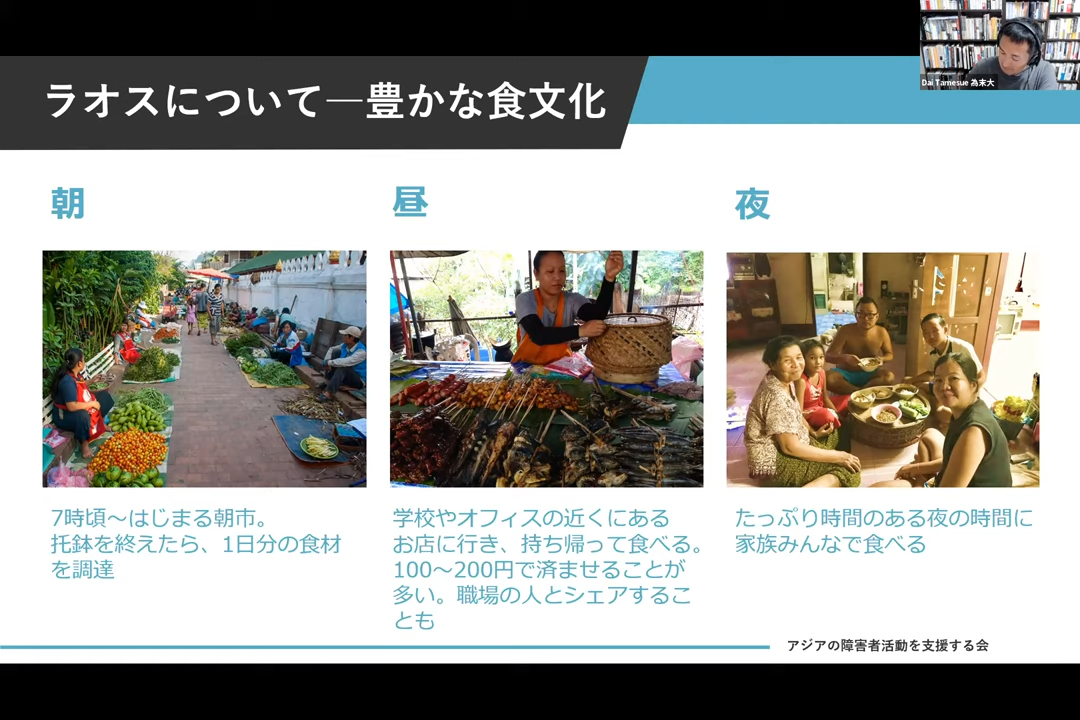 Dai Tamesue 為末大
ラオスについて―豊かな食文化
朝
昼
夜
7時頃～はじまる朝市。
托鉢を終えたら、1日分の食材
を調達
学校やオフィスの近くにある
お店に行き、持ち帰って食べる。
100～200円で済ませることが
多い。職場の人とシェアするこ
とも
たっぷり時間のある夜の時間に
家族みんなで食べる
アジアの障害者活動を支援する会